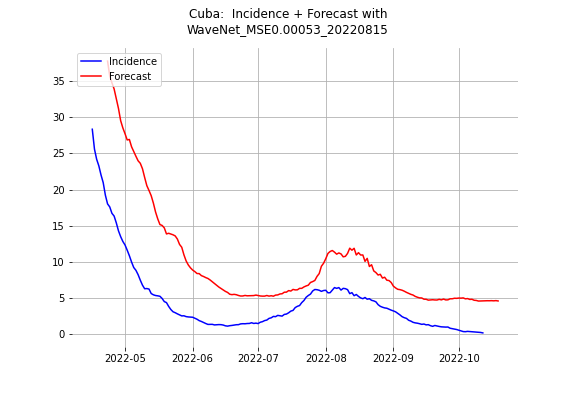 Cuba:  Incidence + Forecast with
WaveNet_MSE0.00053_20220815
Incidence
Forecast
35
30
25
20
15
10
5
0
2022-05 2022-06 2022-07 2022-08 2022-09 2022-10